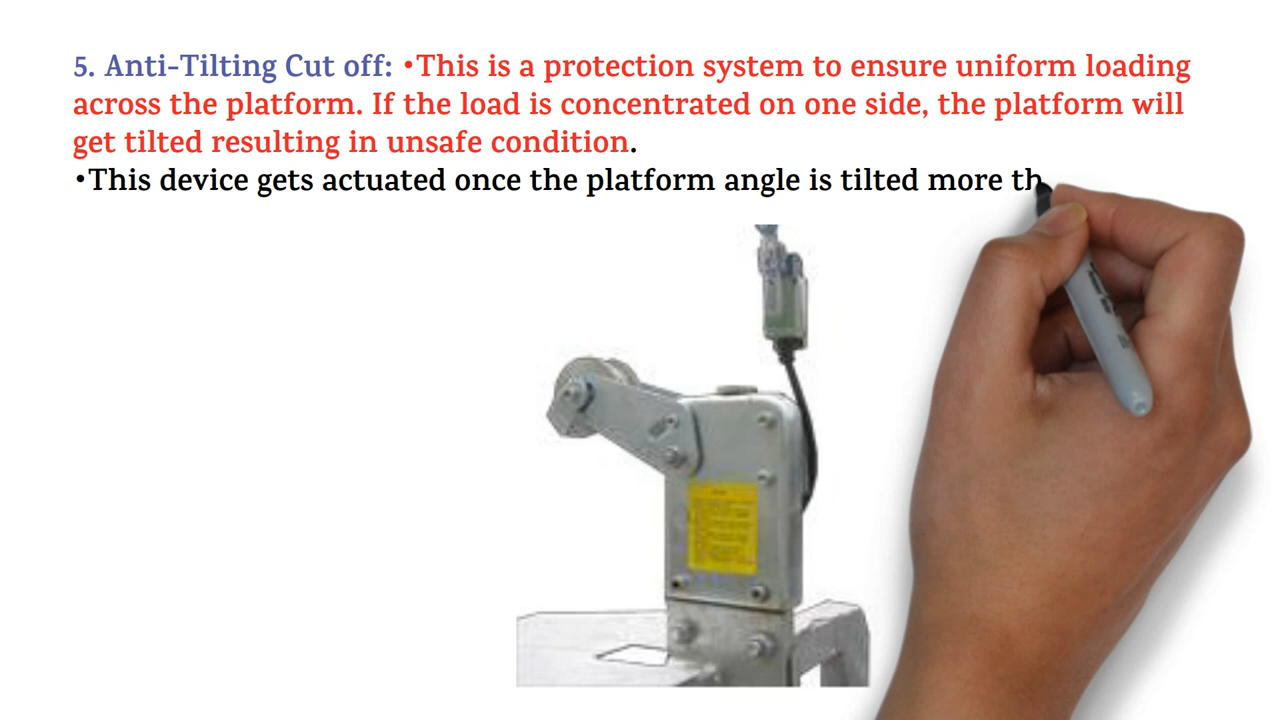 5. Anti-Tilting Cut off: •This is a protection system to ensure uniform loading
across the platform. If the load is concentrated on one side, the platform will
get tilted resulting in unsafe condition.
•This device gets actuated once the platform angle is tilted more th